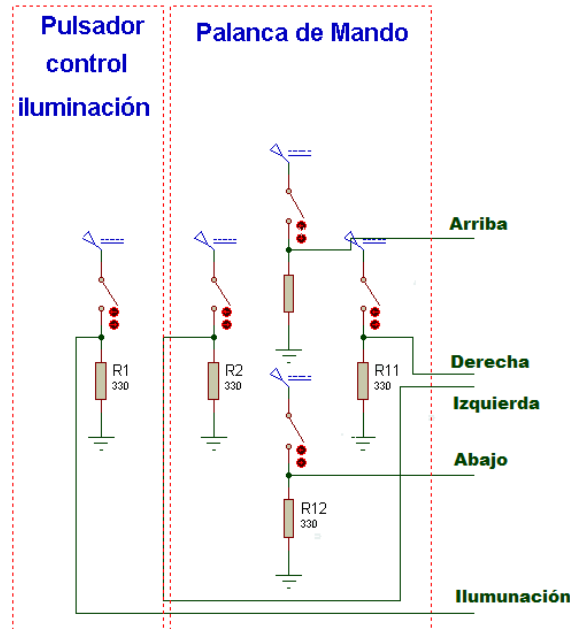 Pulsador
control
iluminación
Palanca de Mando
Arriba
R1
330
R2
330
R11
330
Derecha
Izquierda
Abajo
R12
330
Ilumunación